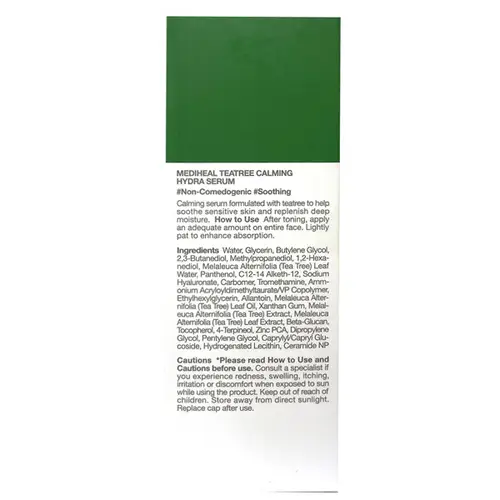 MEDIHEAL TEATREE CALMING
HYDRA SERUM
#Non-Comedogenic #Soothing
Calming serum formulated with teatree to help
soothe sensitive skin and replenish deep
moisture. How to Use After toning, apply
an adequate amount on entire face. Lightly
pat to enhance absorption.
Ingredients Water, Glycerin, Butylene Glycol,
2,3-Butanediol, Methylpropanediol, 1,2-Hexa-
nediol, Melaleuca Alternifolia (Tea Tree) Leaf
Water, Panthenol, C12-14 Alketh-12, Sodium
Hyaluronate, Carbomer, Tromethamine, Amm-
onium Acryloyldimethyltaurate/VP Copolymer,
Ethylhexylglycerin, Allantoin, Melaleuca Alter-
nifolia (Tea Tree) Leaf Oil, Xanthan Gum, Melal-
euca Alternifolia (Tea Tree) Extract, Melaleuca
Alternifolia (Tea Tree) Leaf Extract, Beta-Glucan,
Tocopherol, 4-Terpineol, Zinc PCA, Dipropylene
Glycol, Pentylene Glycol, Caprylyl/Capryl Glu-
coside, Hydrogenated Lecithin, Ceramide NP
Cautions *Please read How to Use and
Cautions before use. Consult a specialist if
you experience redness, swelling, itching,
irritation or discomfort when exposed to sun
while using the product. Keep out of reach of
children. Store away from direct sunlight.
Replace cap after use.